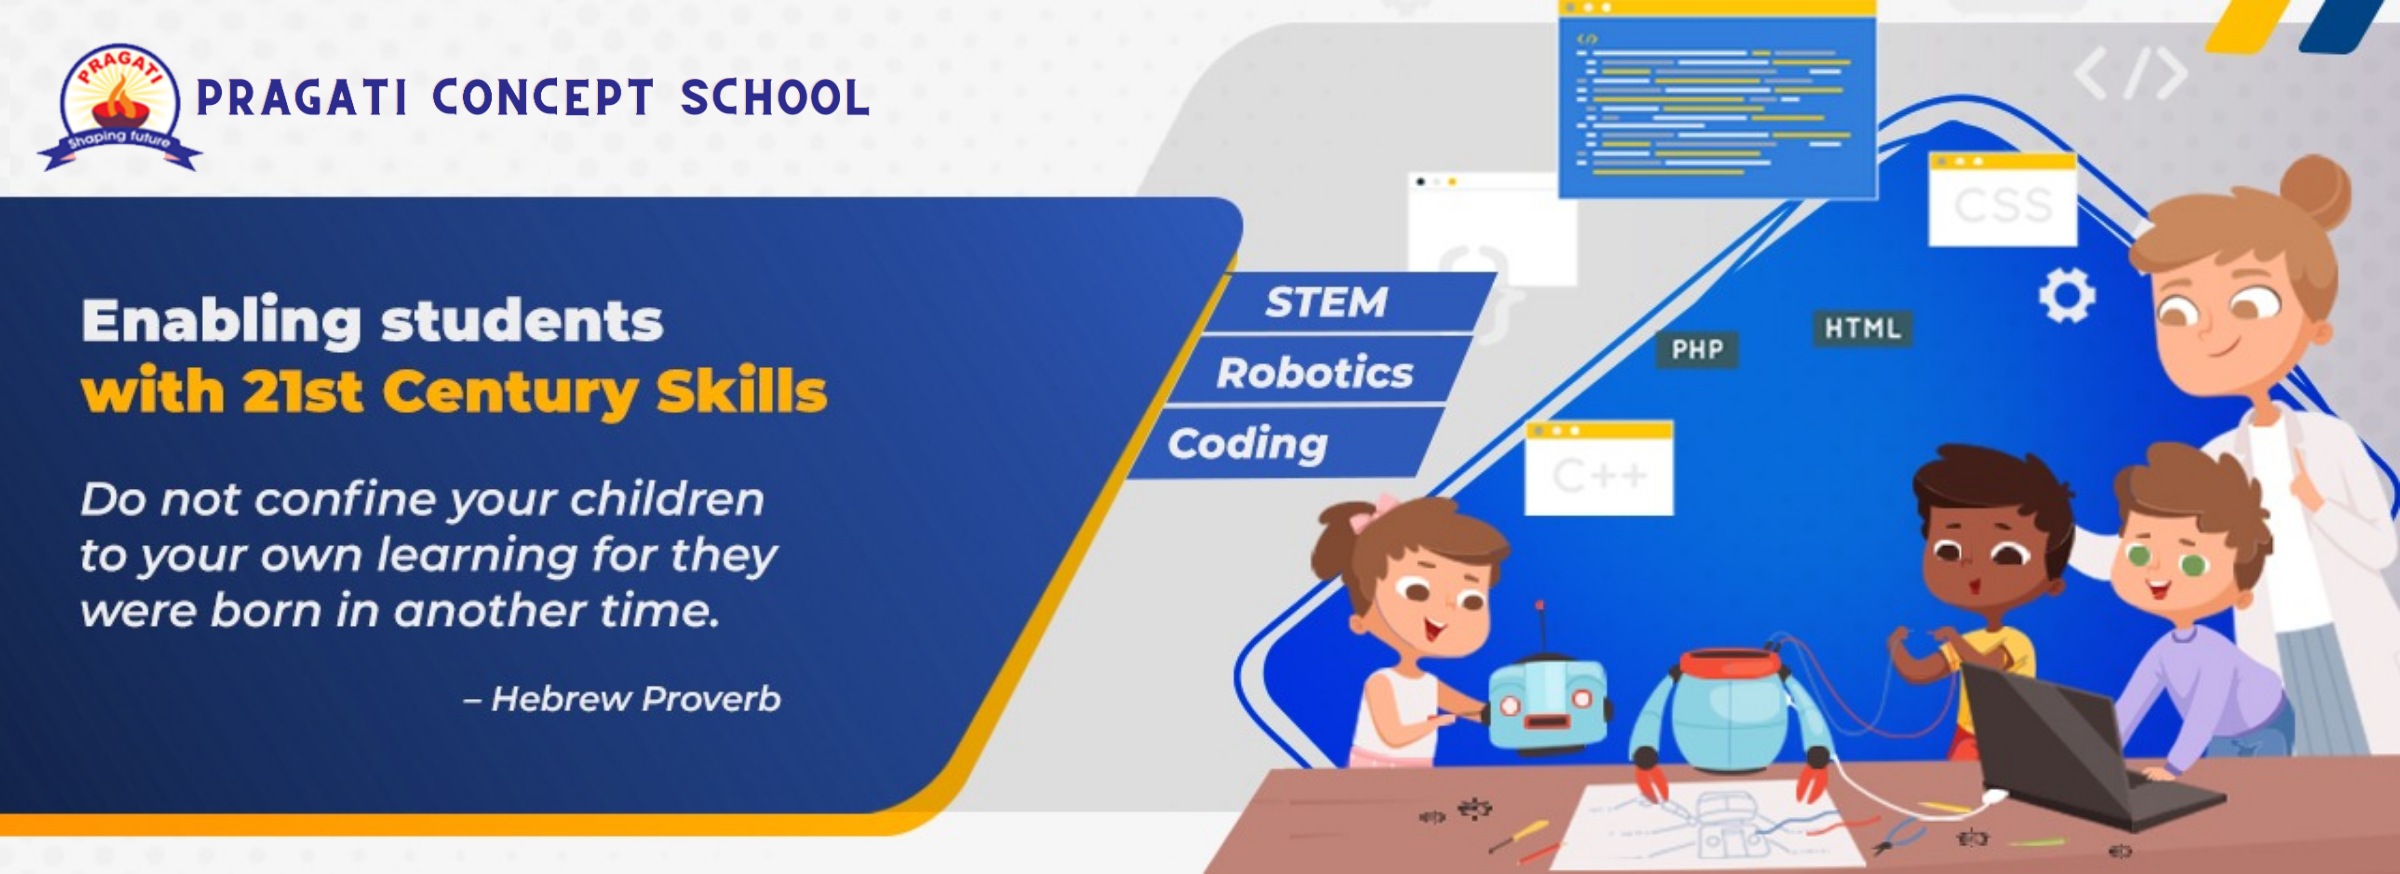 PRAGATI
Shaping future
PRAGATI CONCEPT SCHOOL
Enabling students
with 21st Century Skills
Do not confine your children
to your own learning for they
were born in another time.
– Hebrew Proverb
STEM
Robotics
Coding
</>
{}
</>
CSS
PHP
HTML
C++